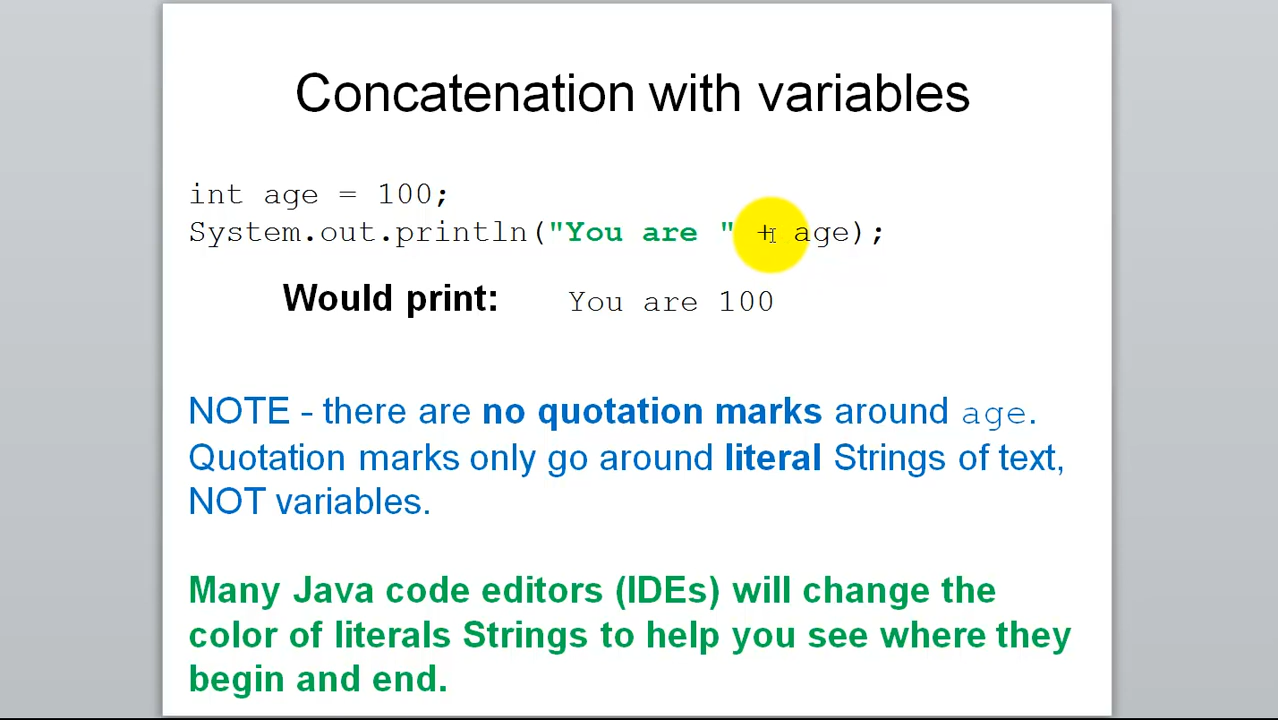 Concatenation with variables
int age = 100;
System.out.println("You are " + age);
Would print: You are 100
NOTE - there are no quotation marks around age.
Quotation marks only go around literal Strings of text,
NOT variables.
Many Java code editors (IDEs) will change the
color of literals Strings to help you see where they
begin and end.